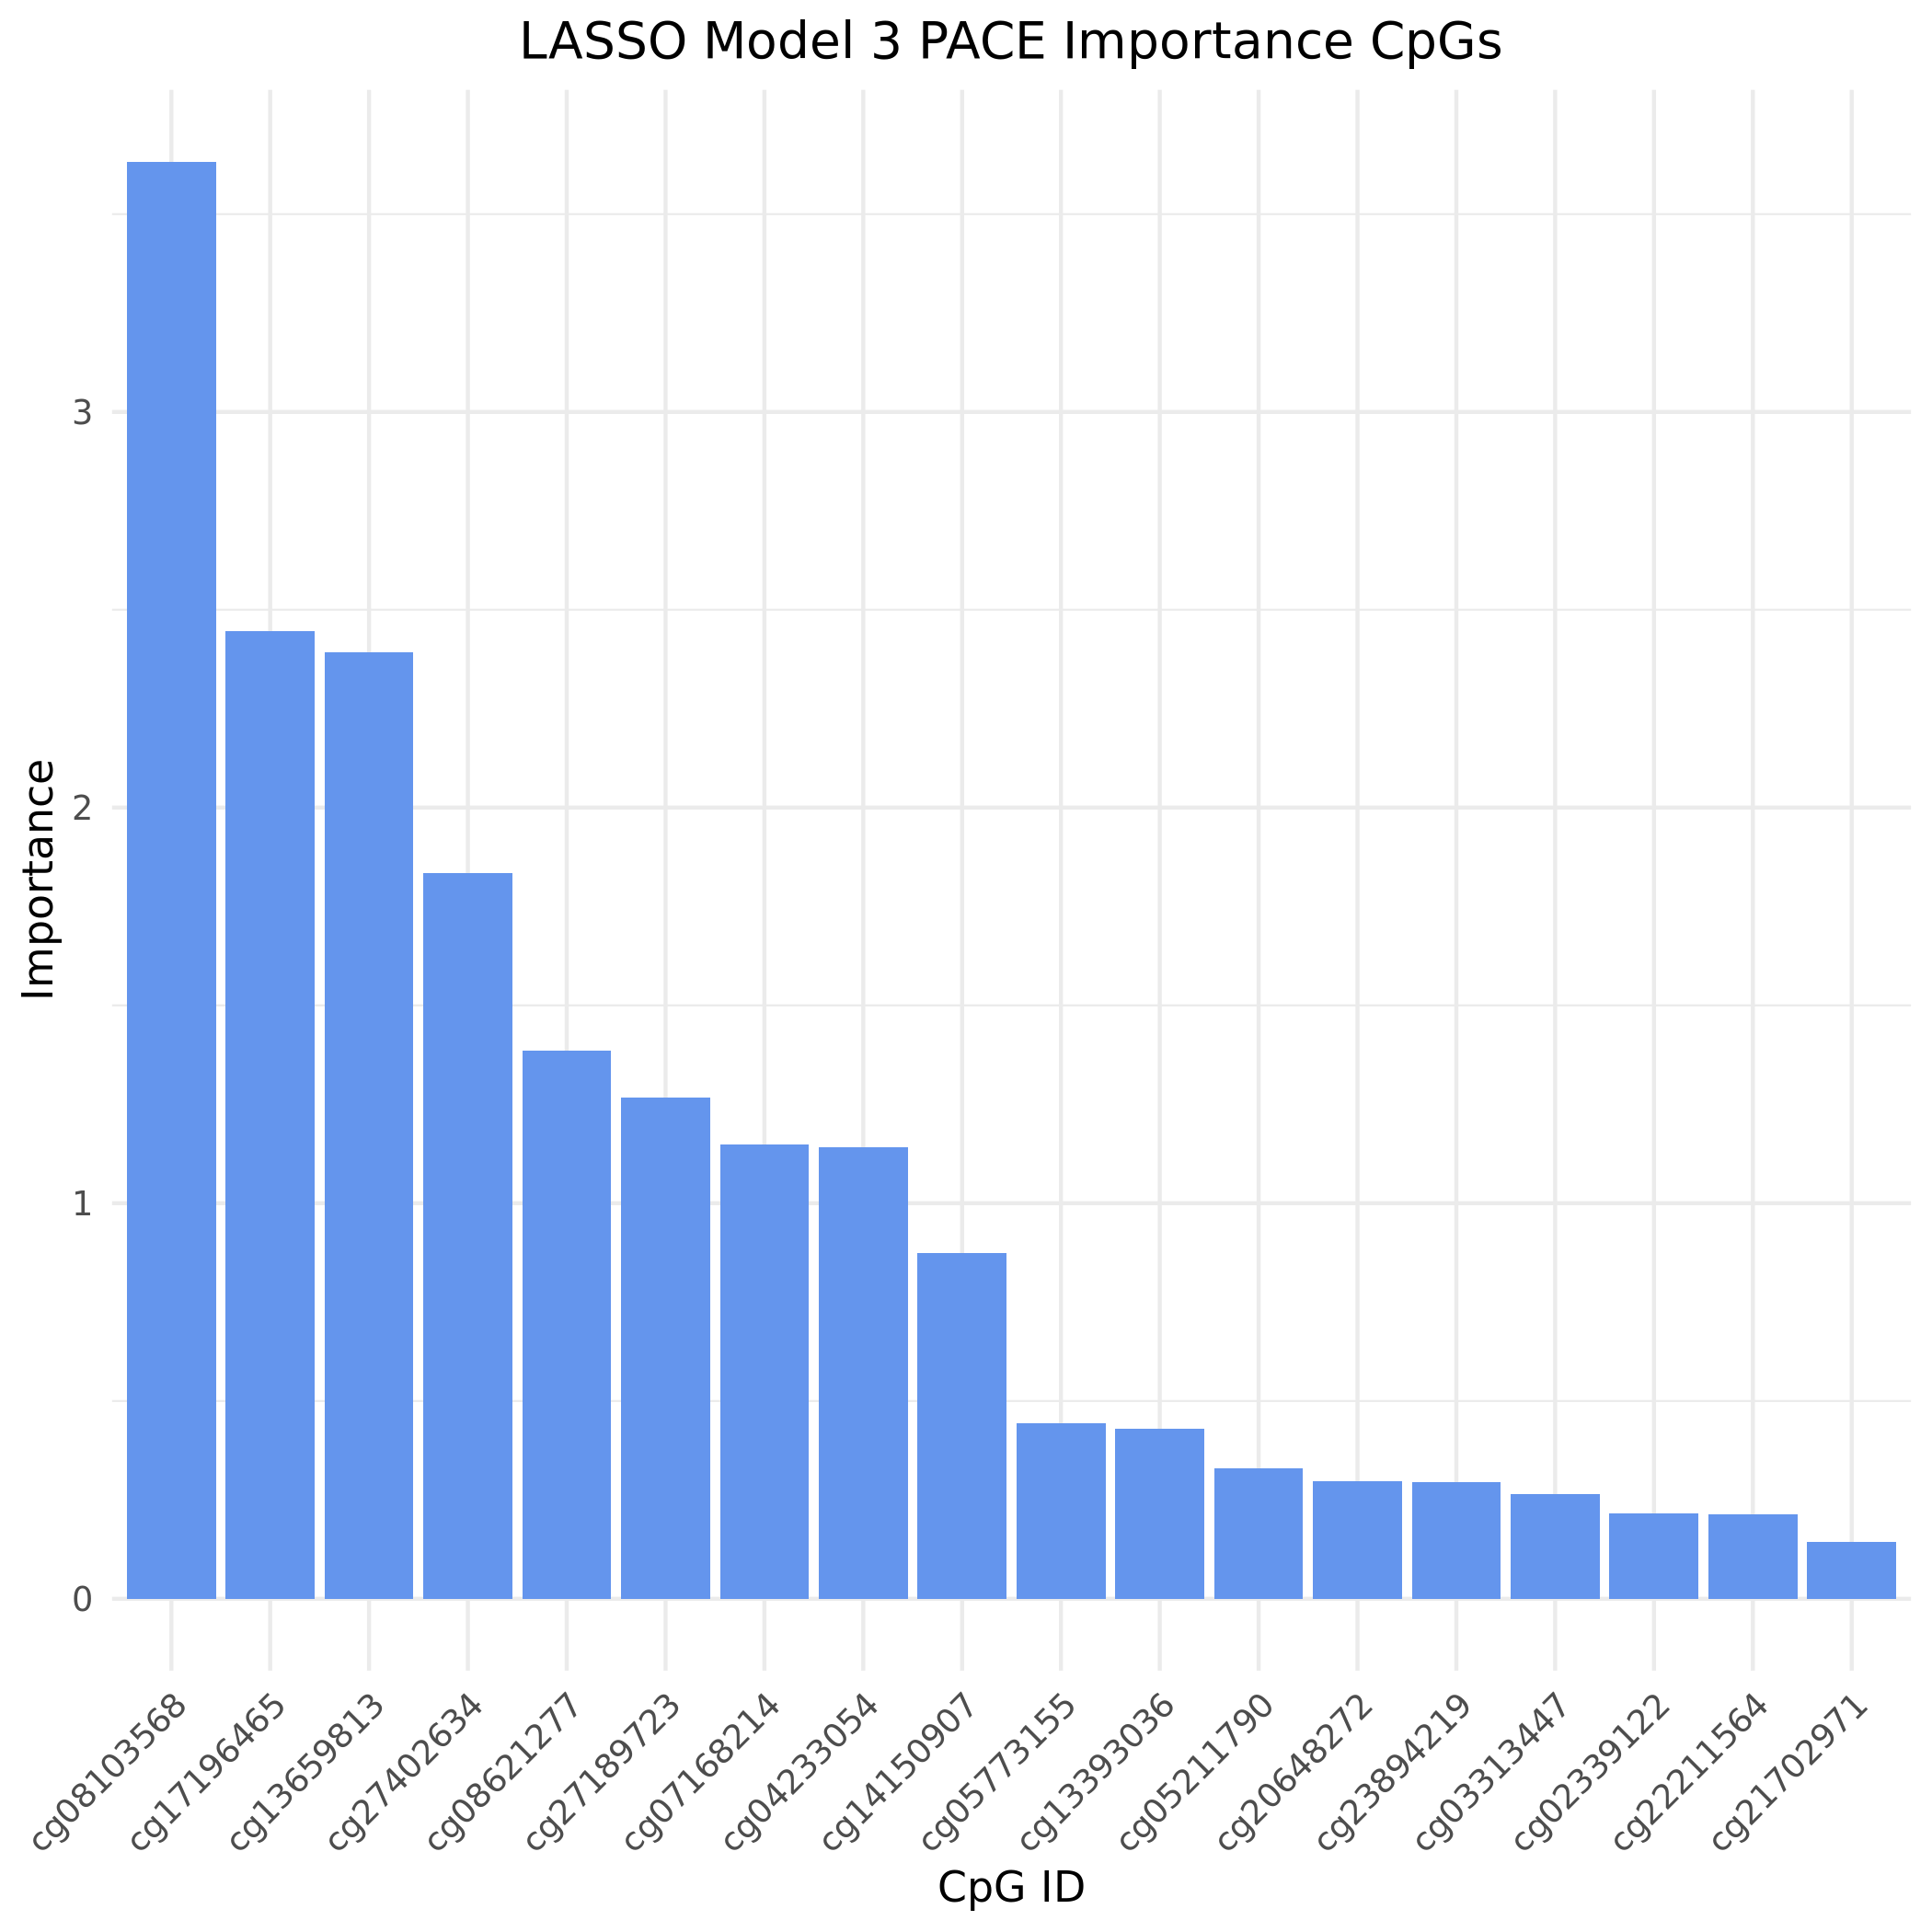 LASSO Model 3 PACE Importance CpGs
Importance
3
2
1
0
cg08103568
cg17196465
cg13659813
cg27402634
cg08621277
cg27189723
cg07168214
cg04233054
cg14150907
cg05773155
cg13393036
cg05211790
cg20648272
cg23894219
cg03313447
cg02339122
cg22211564
cg21702971
CpG ID